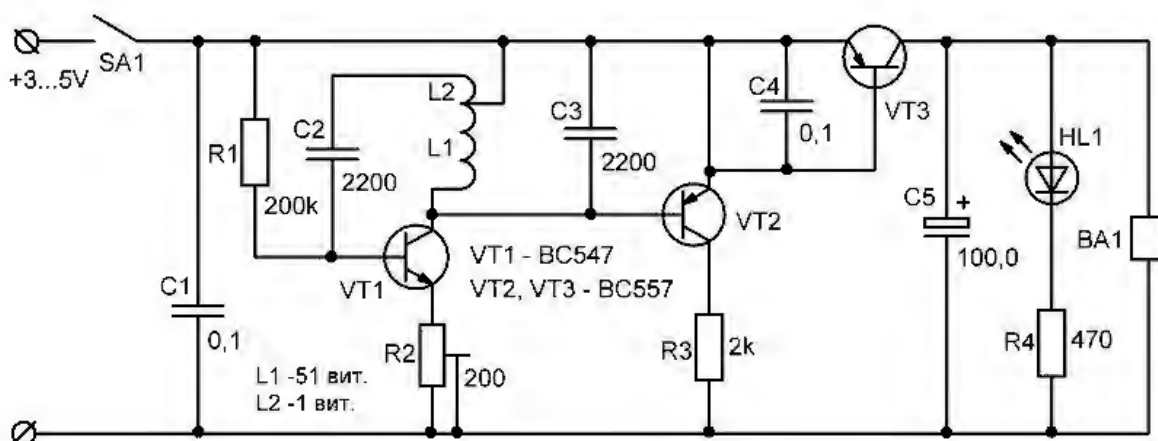 SA1
+3...5V
C1
0,1
R1
200k
C2
2200
L2
L1
VT1
C3
2200
VT1 - BC547
VT2, VT3 - BC557
R2
200
L1 -51 вит.
L2 -1 вит.
C4
0,1
VT3
VT2
R3
2k
C5
+
100,0
HL1
R4
470
BA1